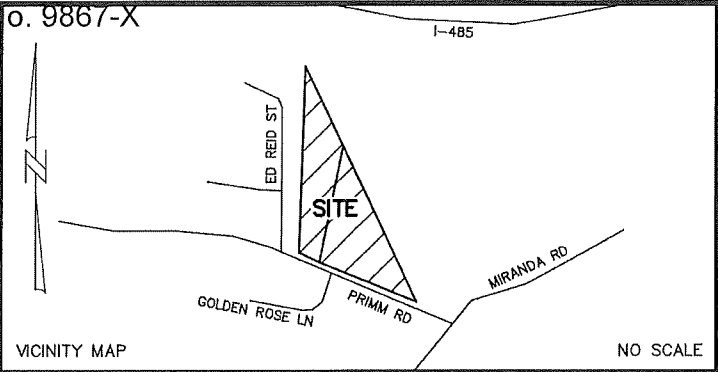 o. 9867-X
I-485
ED REID ST
N
SITE
MIRANDA RD
GOLDEN ROSE LN
PRIMM RD
VICINITY MAP
NO SCALE